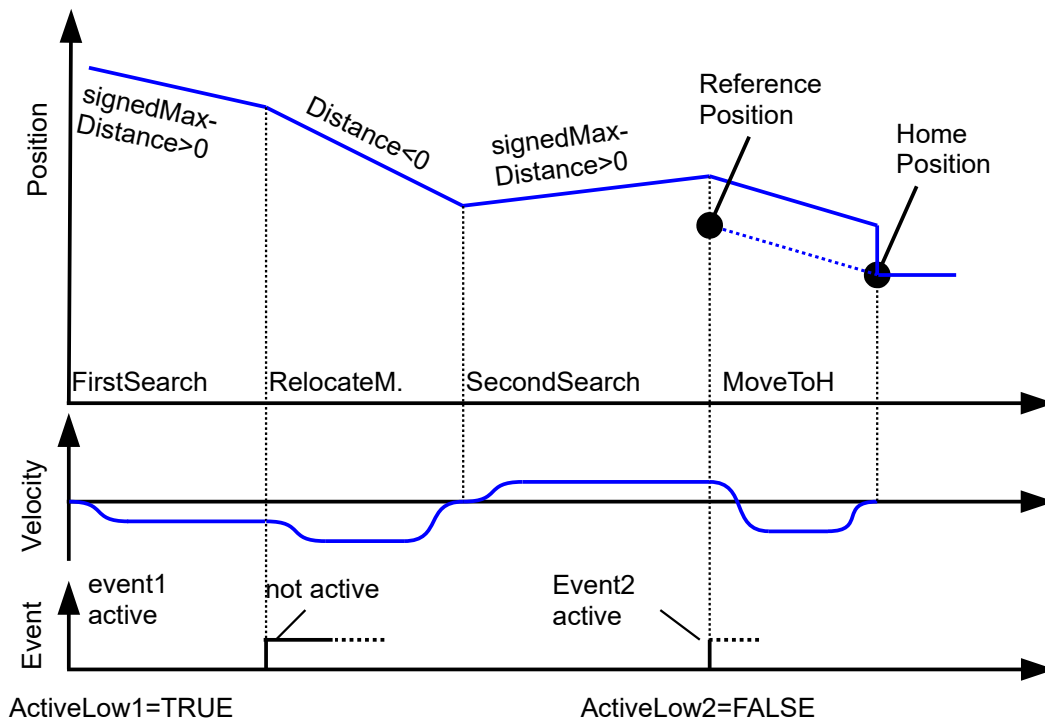 Position
signedMax-
Distance>0
Distance<0
signedMax-
Distance>0
Reference
Position
Home
Position
FirstSearch
RelocateM.
SecondSearch
MoveToH
Velocity
Event
event1
active
not active
Event2
active
ActiveLow1=TRUE
ActiveLow2=FALSE